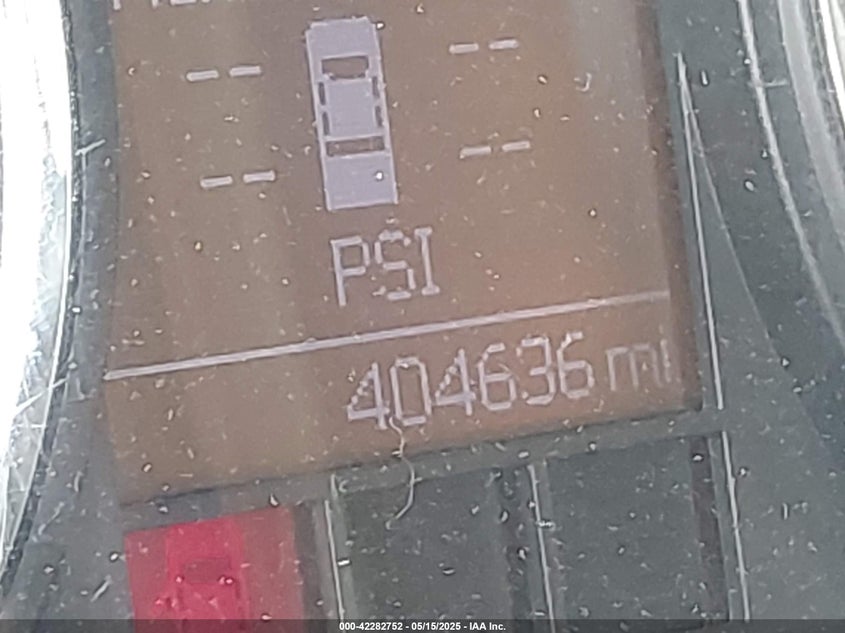 -- --
-- --
PSI
404636 mi
000-42282752 - 05/15/2025 - IAA Inc.